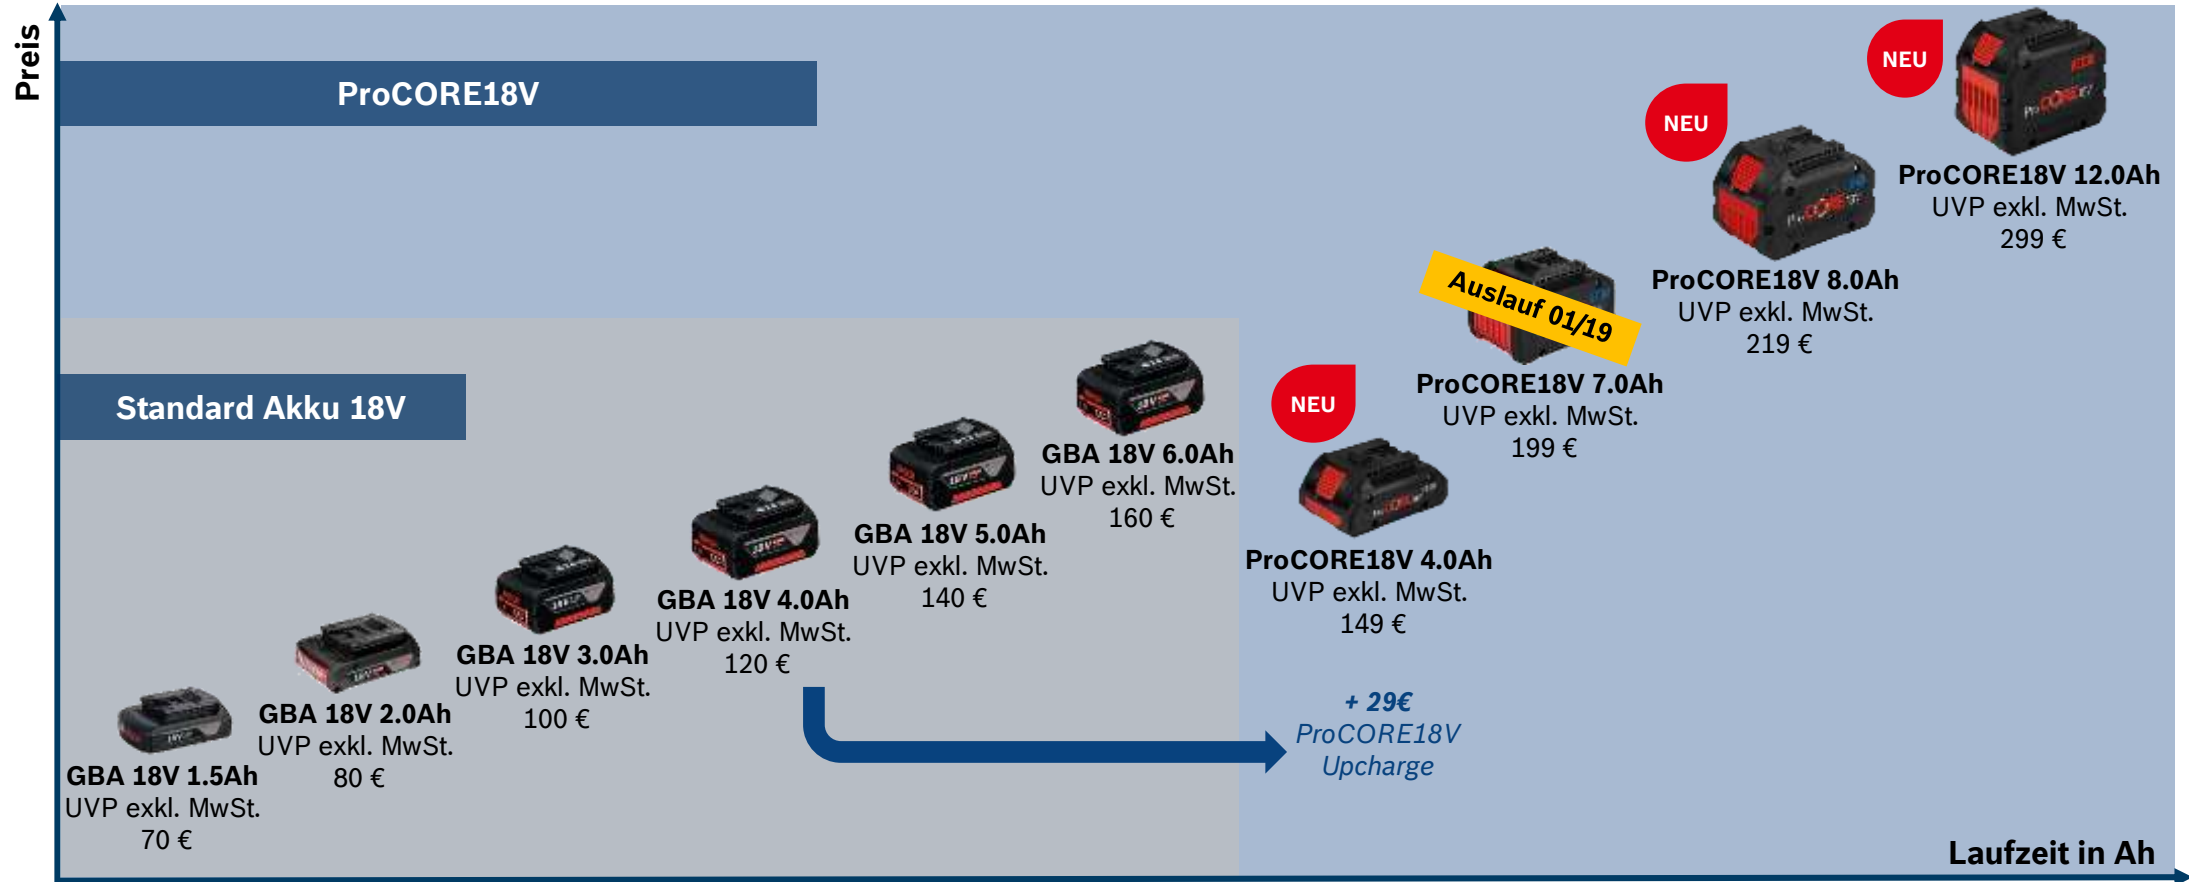 Preis
ProCORE18V
NEU
ProCORE18V 12.0Ah
UVP exkl. MwSt.
299 €
NEU
ProCORE18V 8.0Ah
UVP exkl. MwSt.
219 €
Auslauf 01/19
ProCORE18V 7.0Ah
UVP exkl. MwSt.
199 €
NEU
ProCORE18V 4.0Ah
UVP exkl. MwSt.
149 €
Standard Akku 18V
GBA 18V 6.0Ah
UVP exkl. MwSt.
160 €
GBA 18V 5.0Ah
UVP exkl. MwSt.
140 €
GBA 18V 4.0Ah
UVP exkl. MwSt.
120 €
GBA 18V 3.0Ah
UVP exkl. MwSt.
100 €
GBA 18V 2.0Ah
UVP exkl. MwSt.
80 €
GBA 18V 1.5Ah
UVP exkl. MwSt.
70 €
+ 29€
ProCORE18V
Upcharge
Laufzeit in Ah